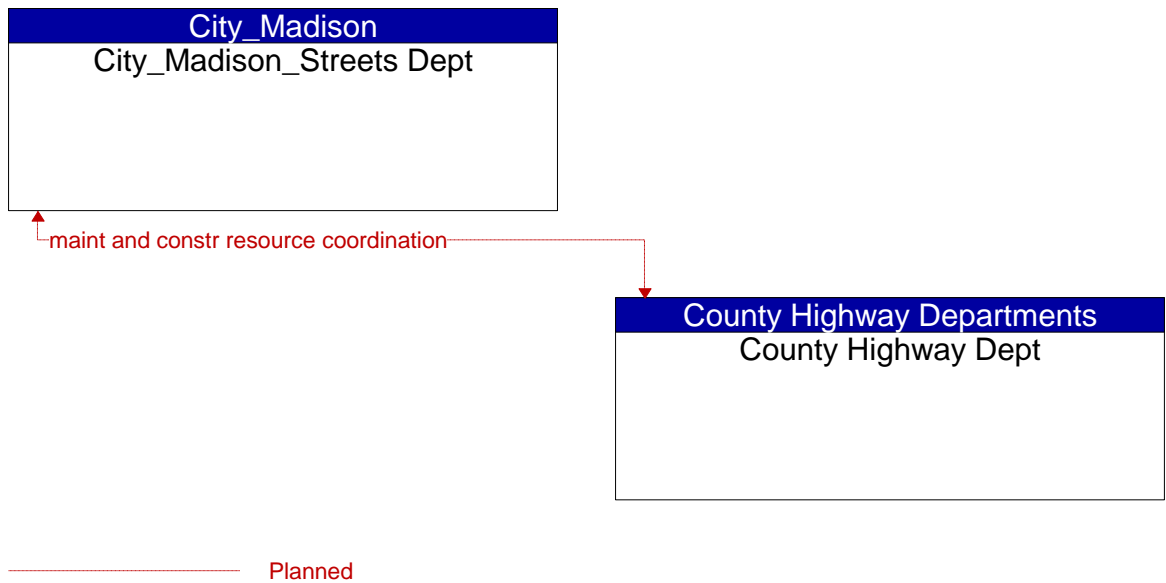 City_Madison
City_Madison_Streets Dept
maint and constr resource coordination
County Highway Departments
County Highway Dept
Planned